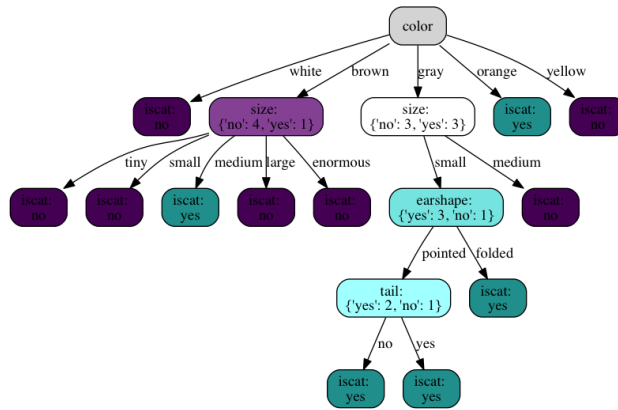 color
white
brown
gray
orange
yellow
iscat:
no
size:
{'no': 4, 'yes': 1}
size:
{'no': 3, 'yes': 3}
iscat:
yes
iscat:
no
tiny
small
medium
large
enormous
small
medium
iscat:
no
iscat:
no
iscat:
yes
iscat:
no
iscat:
no
earshape:
{'yes': 3, 'no': 1}
iscat:
no
pointed
folded
tail:
{'yes': 2, 'no': 1}
iscat:
yes
no
yes
iscat:
yes
iscat:
yes